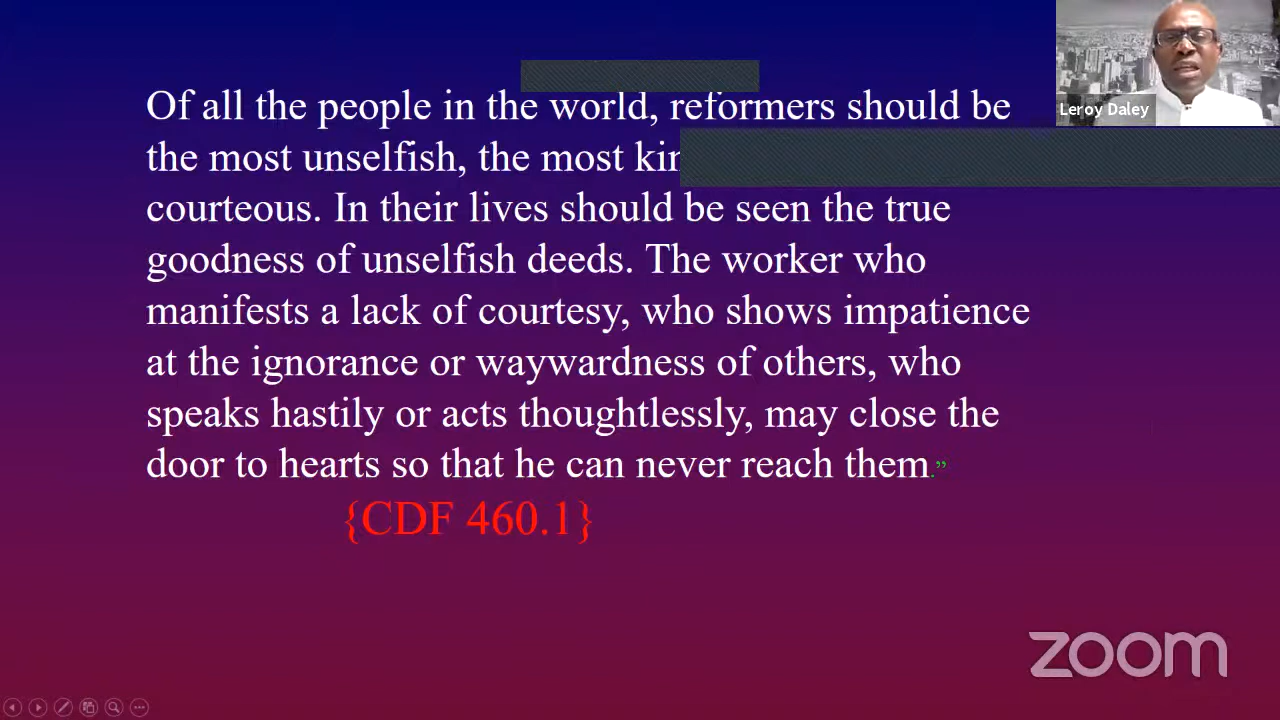 Of all the people in the world, reformers should be
the most unselfish, the most
courteous. In their lives should be seen the true
goodness of unselfish deeds. The worker who
manifests a lack of courtesy, who shows impatience
at the ignorance or waywardness of others, who
speaks hastily or acts thoughtlessly, may close the
door to hearts so that he can never reach them.”
{CDF 460.1}
Leroy Daley
zoom